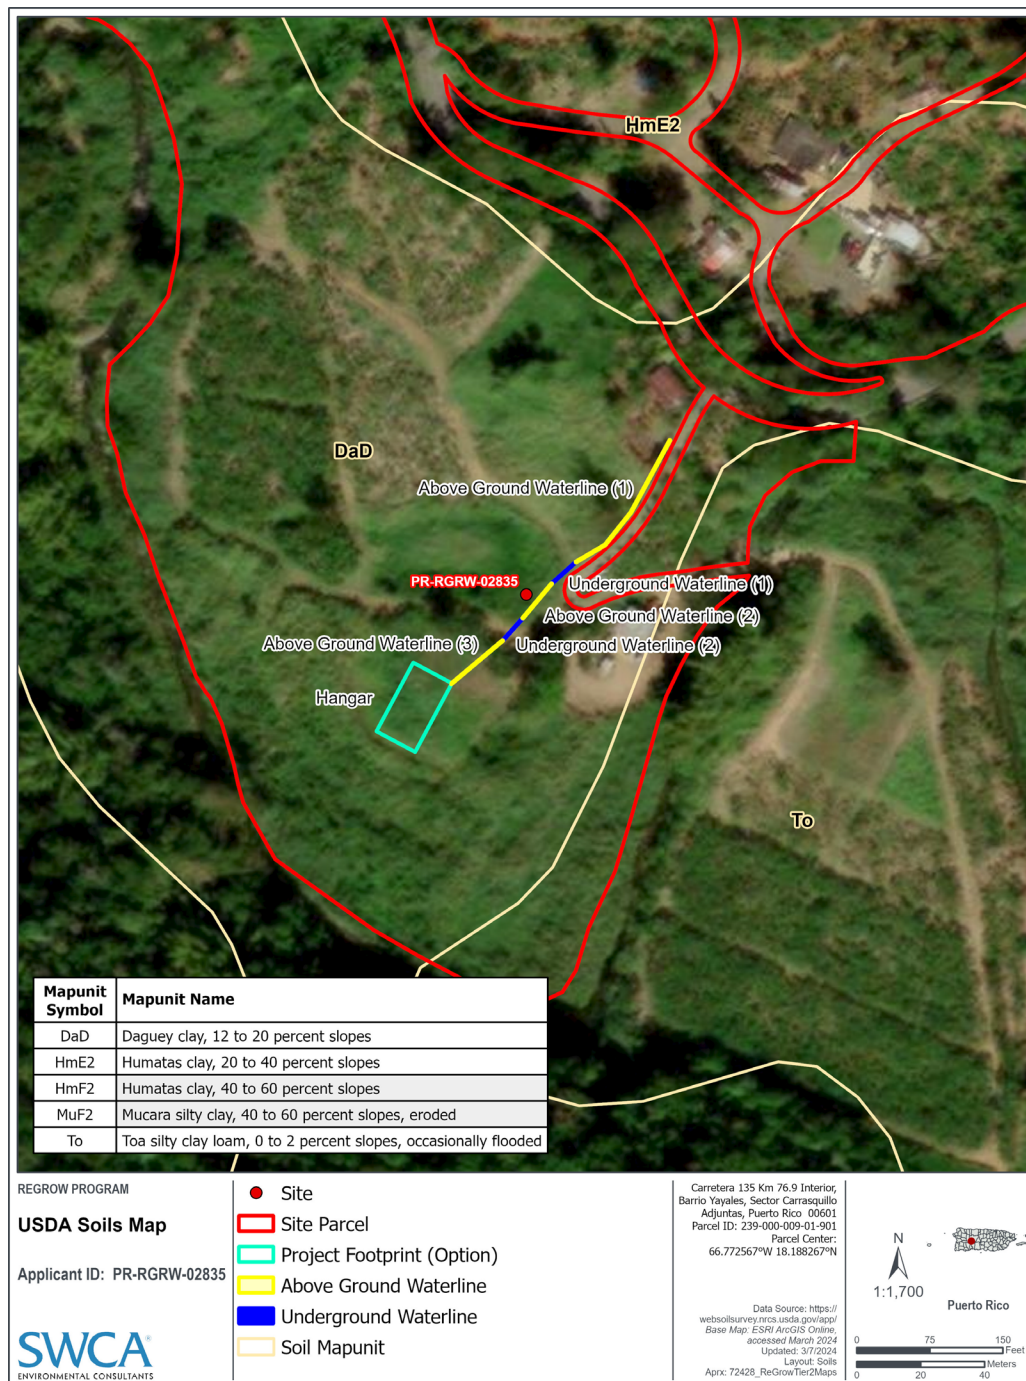 HmE2
DaD
Above Ground Waterline (1)
PR-RGRW-02835
Underground Waterline (1)
Above Ground Waterline (2)
Above Ground Waterline (3)
Underground Waterline (2)
Hangar
To
Mapunit Symbol Mapunit Name
DaD Daguey clay, 12 to 20 percent slopes
HmE2 Humatas clay, 20 to 40 percent slopes
HmF2 Humatas clay, 40 to 60 percent slopes
MuF2 Mucara silty clay, 40 to 60 percent slopes, eroded
To Toa silty clay loam, 0 to 2 percent slopes, occasionally flooded
REGROW PROGRAM
USDA Soils Map
Applicant ID: PR-RGRW-02835
SWCA®
ENVIRONMENTAL CONSULTANTS
Site
Site Parcel
Project Footprint (Option)
Above Ground Waterline
Underground Waterline
Soil Mapunit
Carretera 135 Km 76.9 Interior,
Barrio Yayales, Sector Carrasquillo
Adjuntas, Puerto Rico 00601
Parcel ID: 239-000-009-01-901
Parcel Center:
66.772567°W 18.188267°N
Data Source: https://
websoilsurvey.nrcs.usda.gov/app/
Base Map: ESRI ArcGIS Online,
accessed March 2024
Updated: 3/7/2024
Layout: Soils
Aprx: 72428_ReGrowTier2Maps
N
1:1,700
Puerto Rico
0 75 150
Feet
Meters
0 20 40